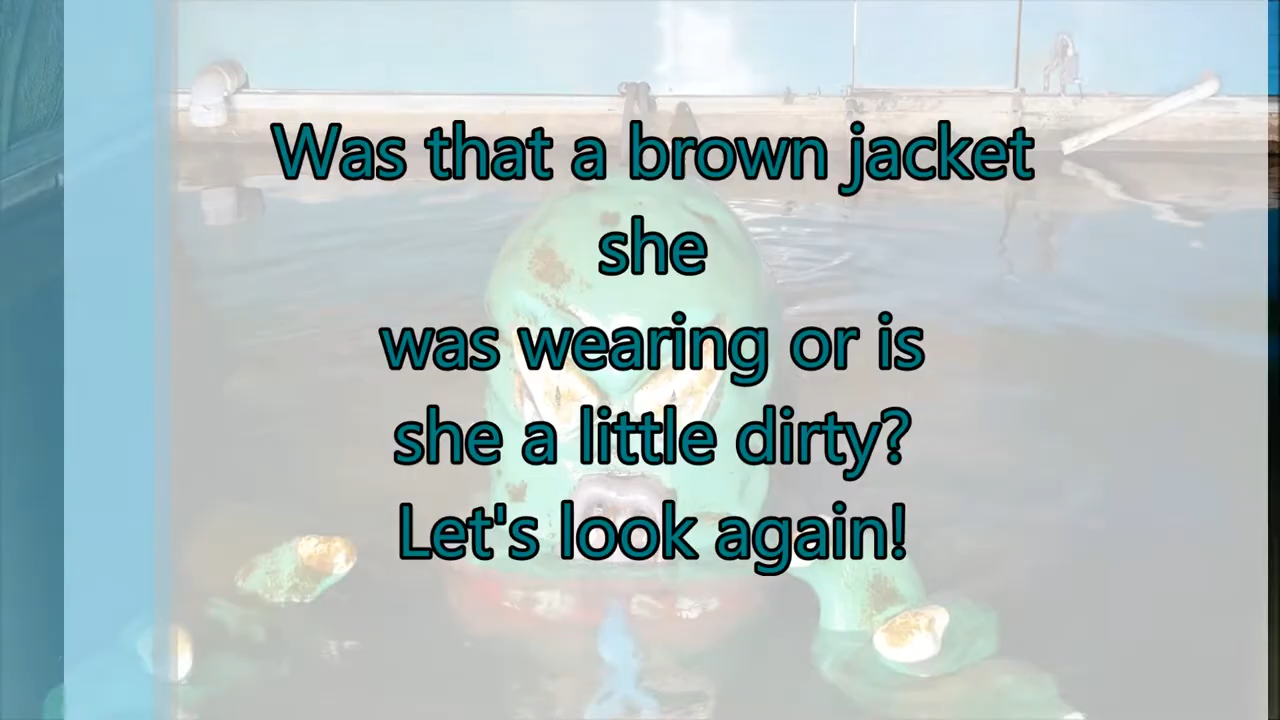 Was that a brown jacket
she
was wearing or is
she a little dirty?
Let's look again!